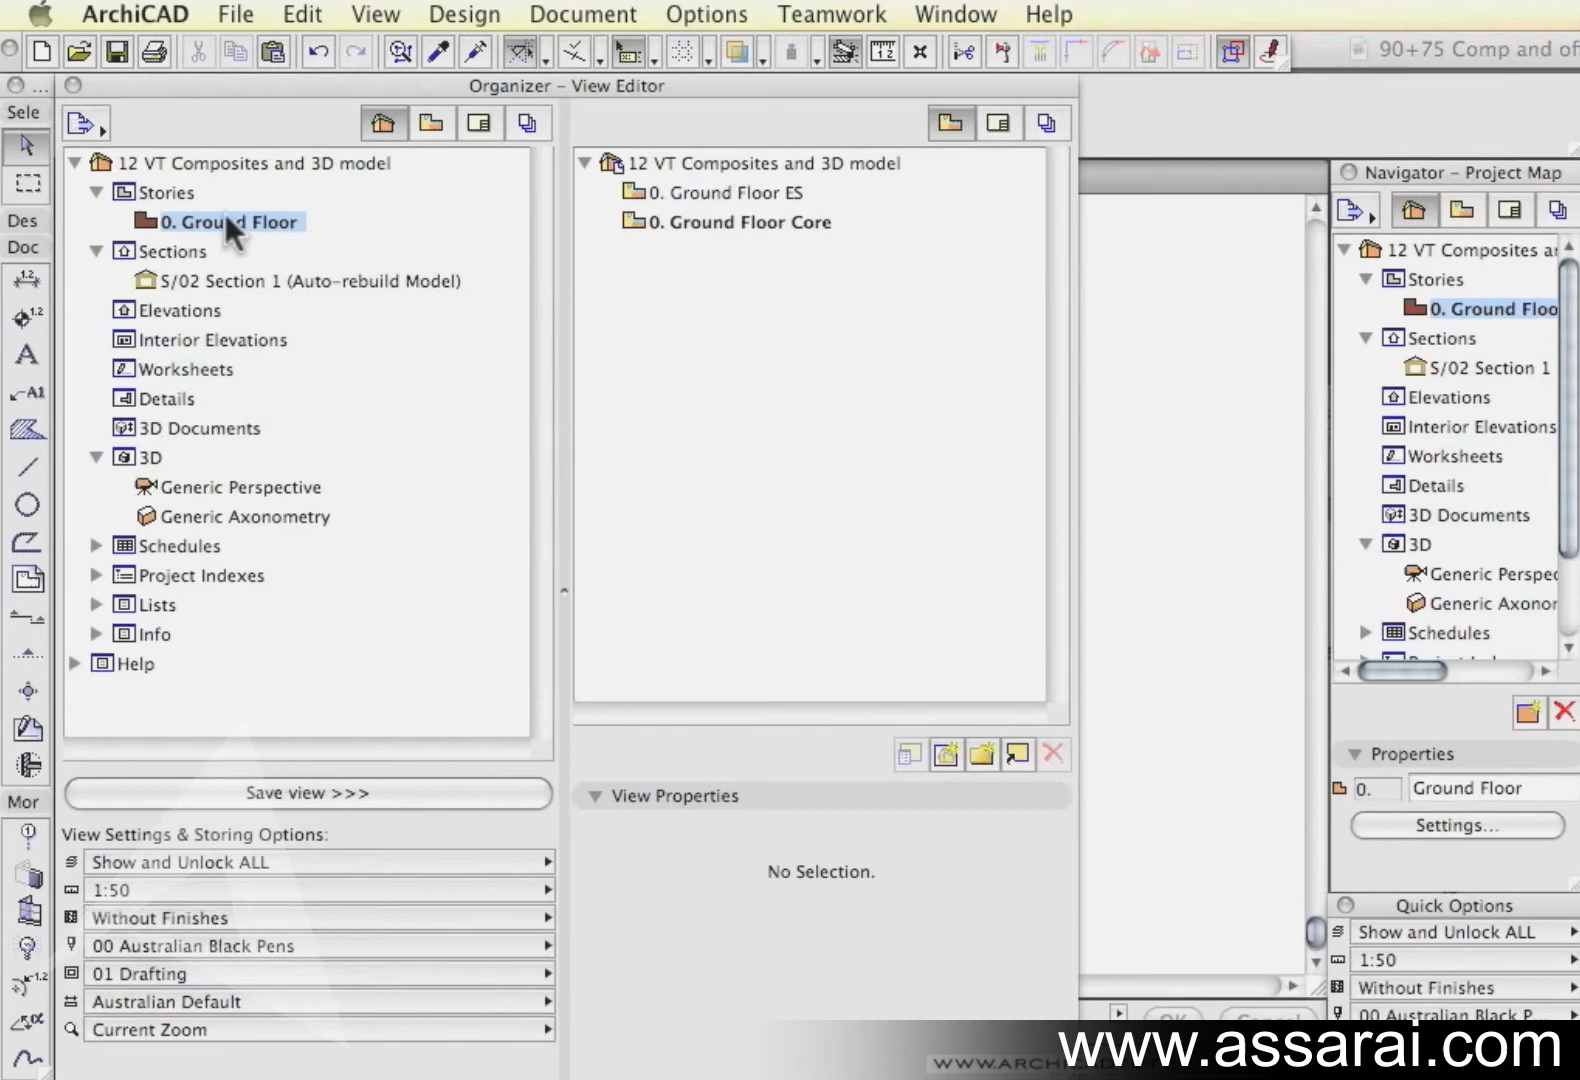 ArchiCAD File Edit View Design Document Options Teamwork Window Help
90+75 Comp and of
Organizer - View Editor
Sele
Des
Doc
Mor
12 VT Composites and 3D model
Stories
0. Ground Floor
Sections
S/02 Section 1 (Auto-rebuild Model)
Elevations
Interior Elevations
Worksheets
Details
3D Documents
3D
Generic Perspective
Generic Axonometry
Schedules
Project Indexes
Lists
Info
Help
Save view >>>
View Settings & Storing Options:
Show and Unlock ALL
1:50
Without Finishes
00 Australian Black Pens
01 Drafting
Australian Default
Current Zoom
12 VT Composites and 3D model
0. Ground Floor ES
0. Ground Floor Core
View Properties
No Selection.
Navigator - Project Map
12 VT Composites a
Stories
0. Ground Floo
Sections
S/02 Section 1
Elevations
Interior Elevations
Worksheets
Details
3D Documents
3D
Generic Perspec
Generic Axonor
Schedules
Properties
0. Ground Floor
Settings...
Quick Options
Show and Unlock ALL
1:50
Without Finishes
00 Australian Black P...
WWW.ARCHI
www.assarai.com